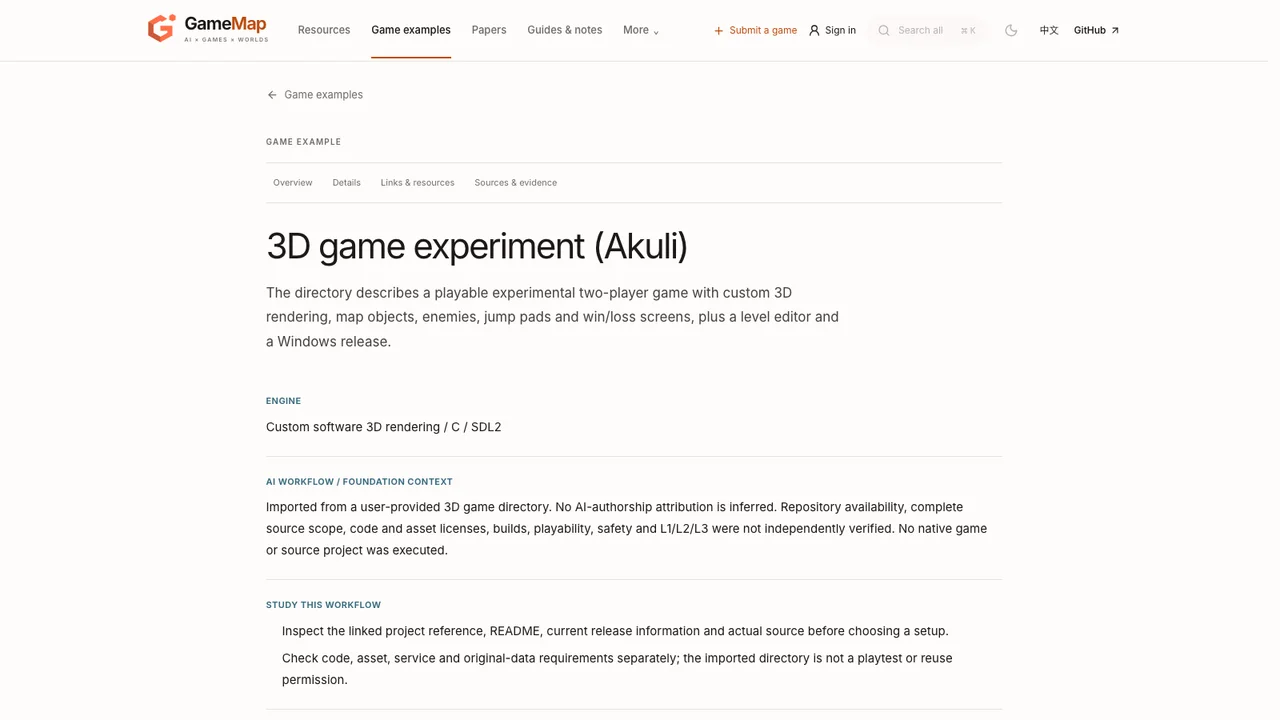 GameMap
AI × GAMES × WORLDS
Resources
Game examples
Papers
Guides & notes
More
+ Submit a game
Sign in
Search all
⌘ K
中文
GitHub ↗
← Game examples
GAME EXAMPLE
Overview
Details
Links & resources
Sources & evidence
3D game experiment (Akuli)
The directory describes a playable experimental two-player game with custom 3D
rendering, map objects, enemies, jump pads and win/loss screens, plus a level editor and
a Windows release.
ENGINE
Custom software 3D rendering / C / SDL2
AI WORKFLOW / FOUNDATION CONTEXT
Imported from a user-provided 3D game directory. No AI-authorship attribution is inferred. Repository availability, complete
source scope, code and asset licenses, builds, playability, safety and L1/L2/L3 were not independently verified. No native game
or source project was executed.
STUDY THIS WORKFLOW
Inspect the linked project reference, README, current release information and actual source before choosing a setup.
Check code, asset, service and original-data requirements separately; the imported directory is not a playtest or reuse
permission.